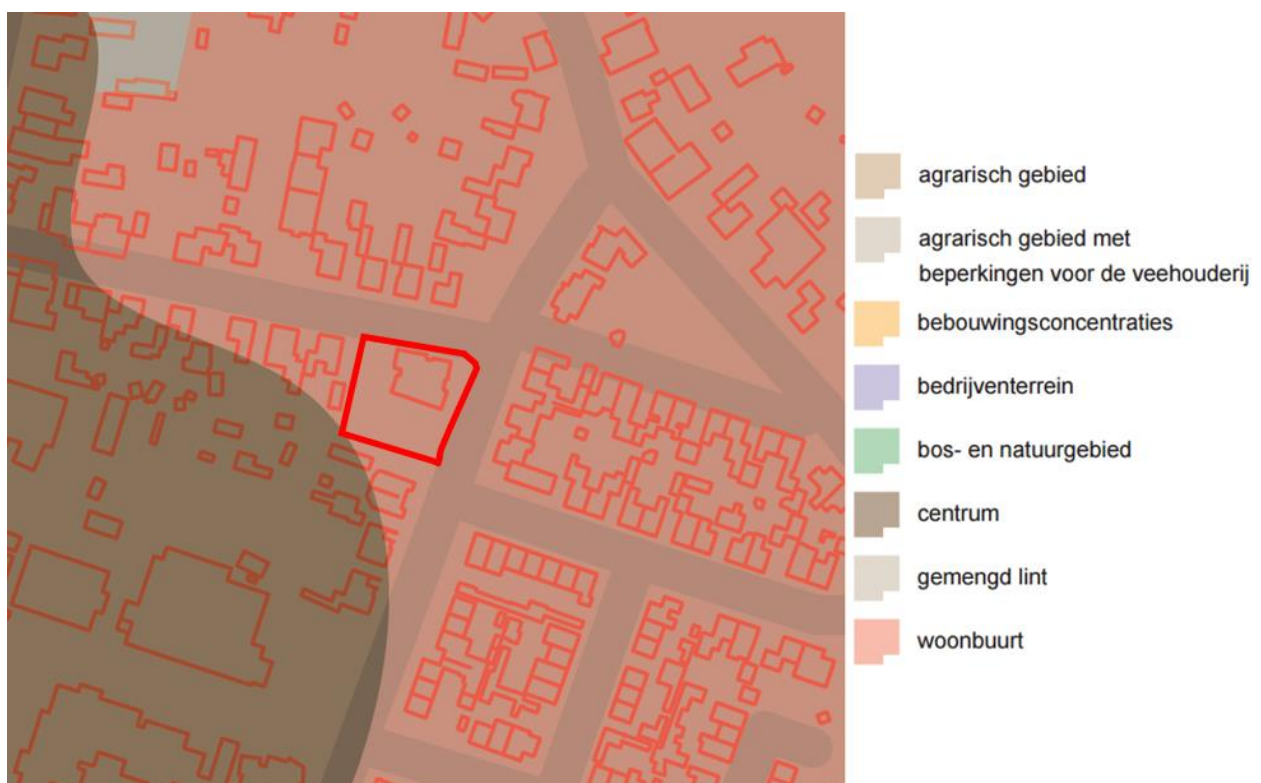 agrarisch gebied
agrarisch gebied met
beperkingen voor de veehouderij
bebouwingsconcentraties
bedrijventerrein
bos- en natuurgebied
centrum
gemengd lint
woonbuurt